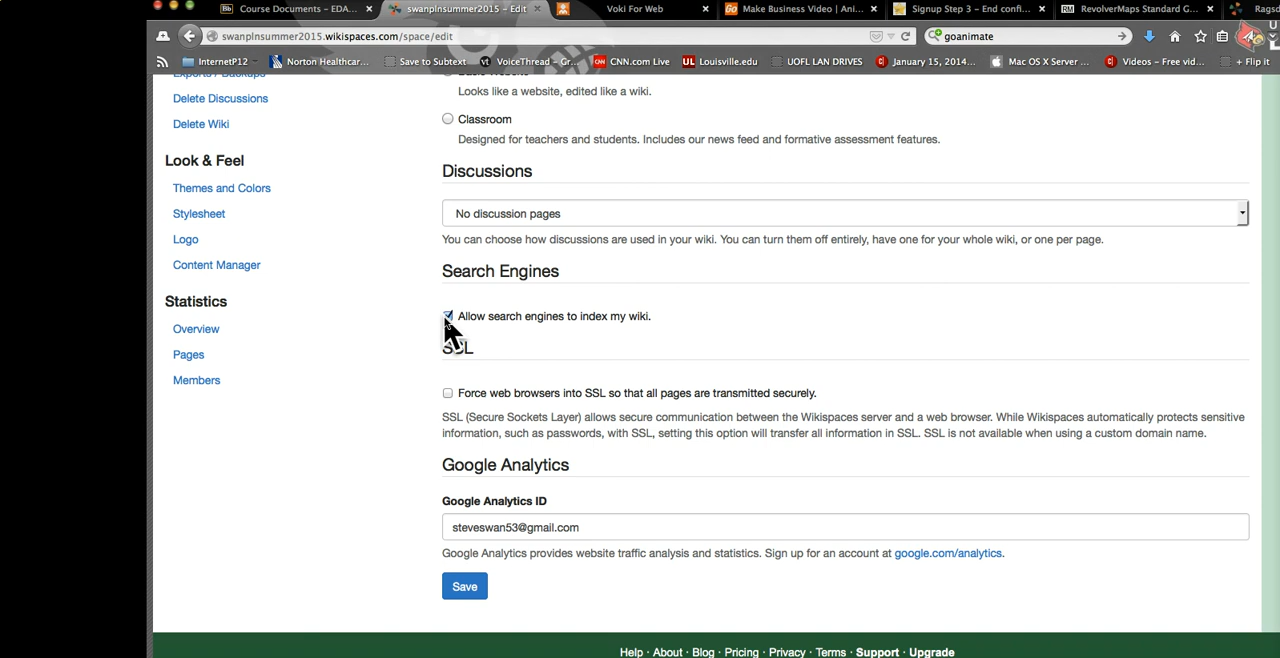 Course Documents – EDA...
swanplnsummer2015 – Edit
Voki For Web
Make Business Video | Ani...
Signup Step 3 – End confi...
RevolverMaps Standard G...
Ragsd
swanplnsummer2015.wikispaces.com/space/edit
goanimate
InternetP12
Norton Healthcar...
Save to Subtext
VoiceThread – Gr...
CNN.com Live
Louisville.edu
UOFL LAN DRIVES
January 15, 2014...
Mac OS X Server ...
Videos – Free vid...
+ Flip it
Exports / Backups
Delete Discussions
Delete Wiki
Look & Feel
Themes and Colors
Stylesheet
Logo
Content Manager
Statistics
Overview
Pages
Members
Basic Website
Looks like a website, edited like a wiki.
Classroom
Designed for teachers and students. Includes our news feed and formative assessment features.
Discussions
No discussion pages
You can choose how discussions are used in your wiki. You can turn them off entirely, have one for your whole wiki, or one per page.
Search Engines
Allow search engines to index my wiki.
SSL
Force web browsers into SSL so that all pages are transmitted securely.
SSL (Secure Sockets Layer) allows secure communication between the Wikispaces server and a web browser. While Wikispaces automatically protects sensitive
information, such as passwords, with SSL, setting this option will transfer all information in SSL. SSL is not available when using a custom domain name.
Google Analytics
Google Analytics ID
steveswan53@gmail.com
Google Analytics provides website traffic analysis and statistics. Sign up for an account at google.com/analytics.
Save
Help · About · Blog · Pricing · Privacy · Terms · Support · Upgrade